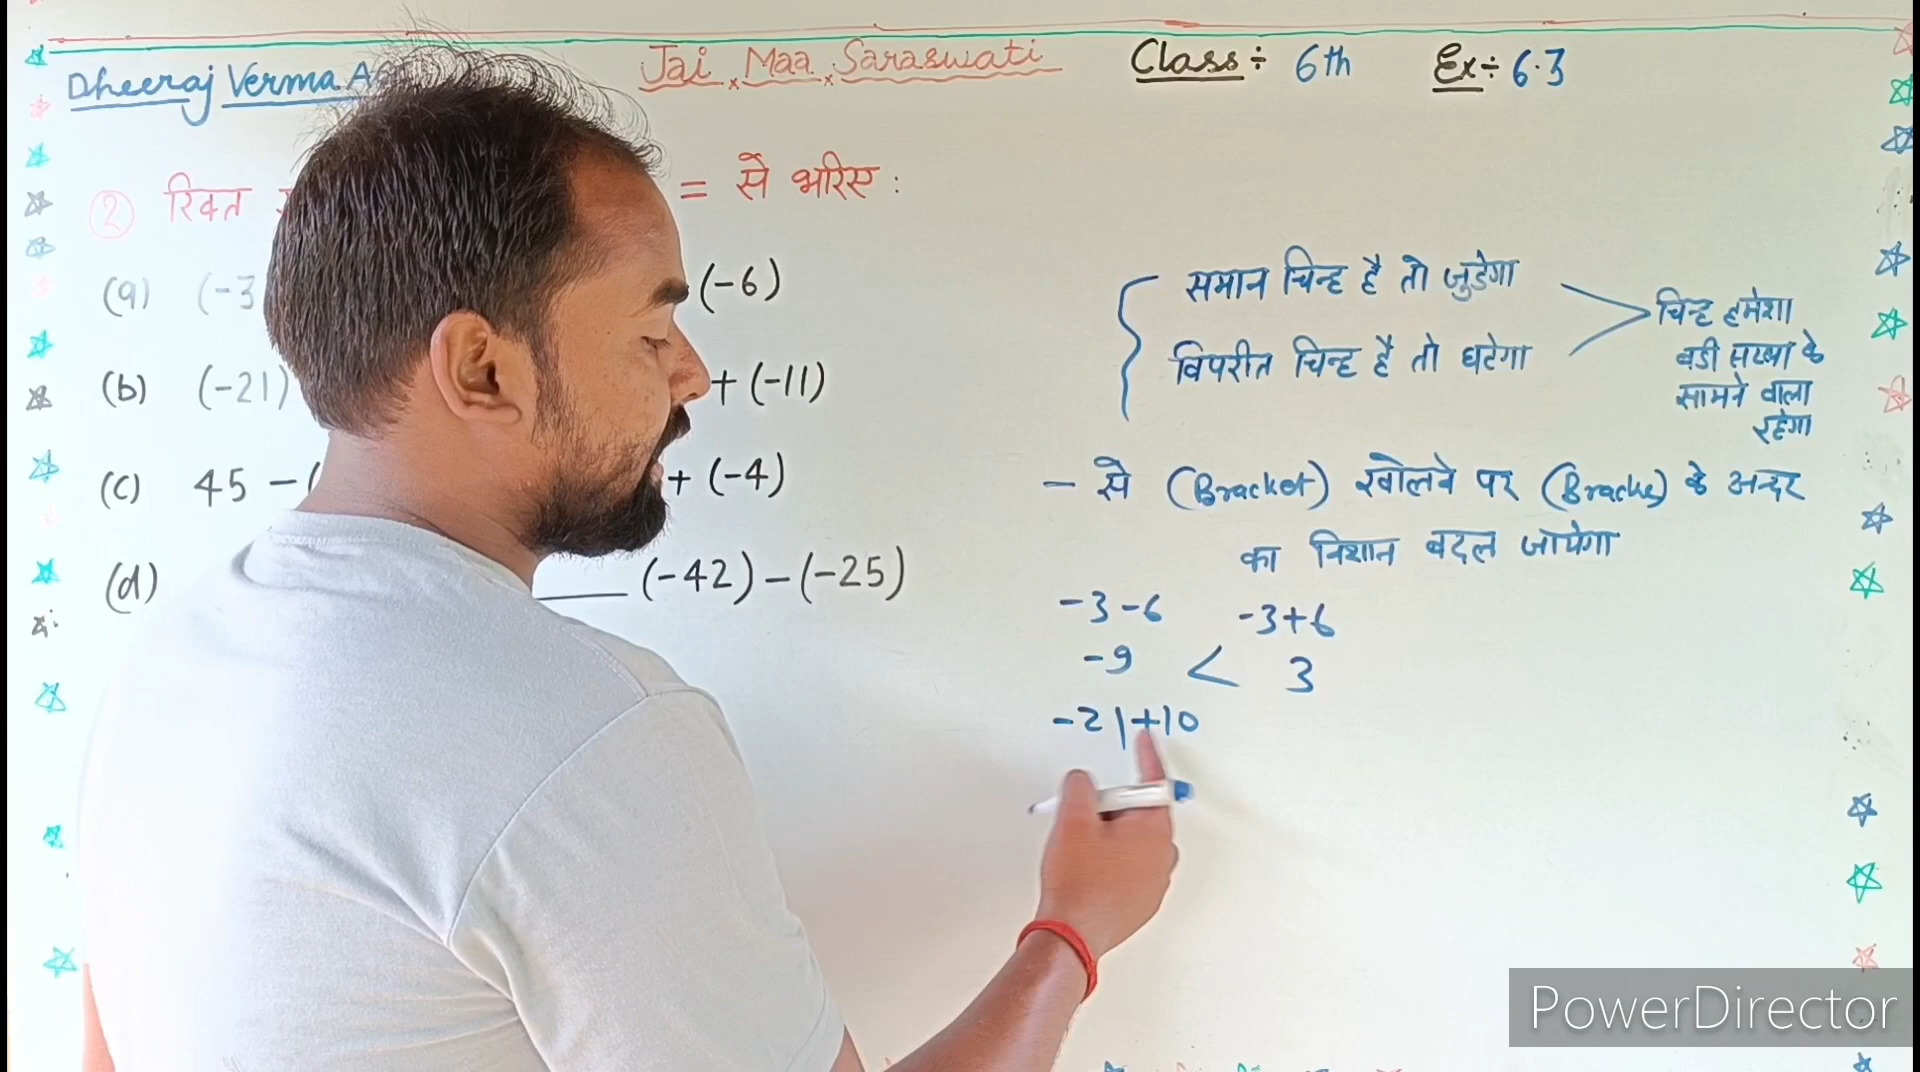 Dheeraj Verma A
Jai Maa Saraswati
Class ÷ 6th
Ex ÷ 6.3
② रिक्त = से भरिए :
(a) (-3 (-6)
(b) (-21) + (-11)
(c) 45 - ( + (-4)
(d) ____ (-42) - (-25)
समान चिन्ह है तो जुडेगा
विपरीत चिन्ह है तो घटेगा
चिन्ह हमेशा
बडी सख्या के
सामने वाला
रहेगा
- से (Bracket) खोलने पर (Bracke) के अन्दर
का निशान बदल जायेगा
-3-6 -3+6
-9 < 3
-21+10
PowerDirector